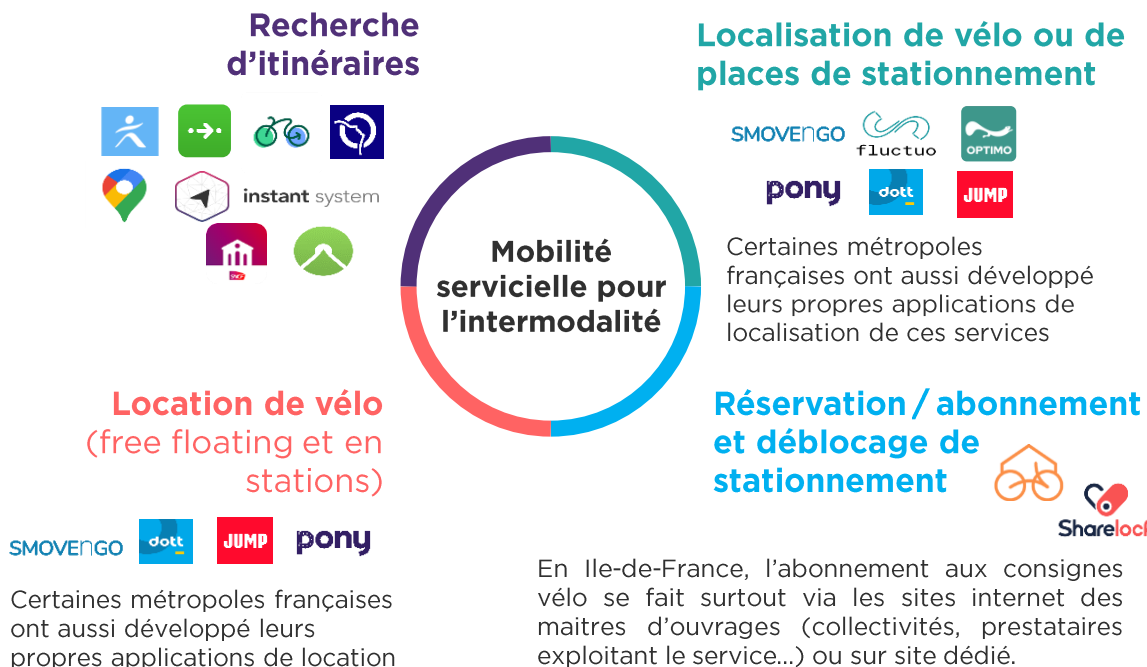 Recherche
d'itinéraires
instant system
SNCF
Localisation de vélo ou de
places de stationnement
SMOVENGO
fluctuo
OPTIMO
pony
dott
JUMP
Certaines métropoles
françaises ont aussi développé
leurs propres applications de
localisation de ces services
Mobilité
servicielle pour
l'intermodalité
Location de vélo
(free floating et en
stations)
SMOVENGO
dott
JUMP
pony
Certaines métropoles françaises
ont aussi développé leurs
propres applications de location
Réservation / abonnement
et déblocage de
stationnement
Sharelock
En Ile-de-France, l'abonnement aux consignes
vélo se fait surtout via les sites internet des
maitres d'ouvrages (collectivités, prestataires
exploitant le service...) ou sur site dédié.